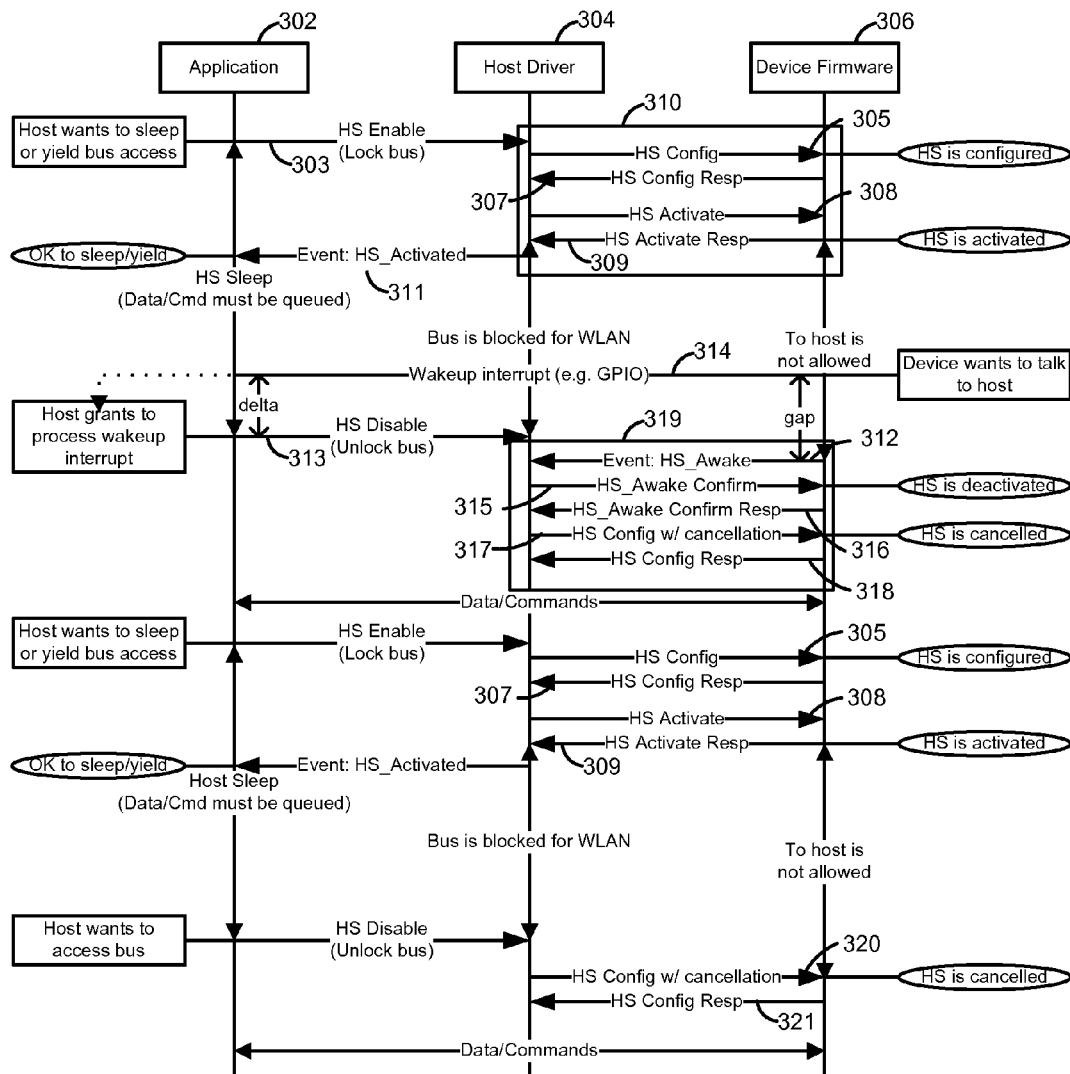 302
304
306
Application
Host Driver
Device Firmware
310
305
Host wants to sleep
or yield bus access
HS Enable
(Lock bus)
303
HS Config
HS is configured
307
HS Config Resp
308
HS Activate
HS Activate Resp
HS is activated
309
OK to sleep/yield
Event: HS_Activated
311
HS Sleep
(Data/Cmd must be queued)
Bus is blocked for WLAN
To host is
not allowed
314
Wakeup interrupt (e.g. GPIO)
Device wants to talk
to host
delta
gap
Host grants to
process wakeup
interrupt
HS Disable
(Unlock bus)
313
319
312
Event: HS_Awake
315
HS_Awake Confirm
HS is deactivated
HS_Awake Confirm Resp
316
317
HS Config w/ cancellation
HS is cancelled
HS Config Resp
318
Data/Commands
Host wants to sleep
or yield bus access
HS Enable
(Lock bus)
305
HS Config
HS is configured
307
HS Config Resp
308
HS Activate
HS Activate Resp
HS is activated
309
OK to sleep/yield
Event: HS_Activated
Host Sleep
(Data/Cmd must be queued)
Bus is blocked for WLAN
To host is
not allowed
Host wants to
access bus
HS Disable
(Unlock bus)
320
HS Config w/ cancellation
HS is cancelled
HS Config Resp
321
Data/Commands